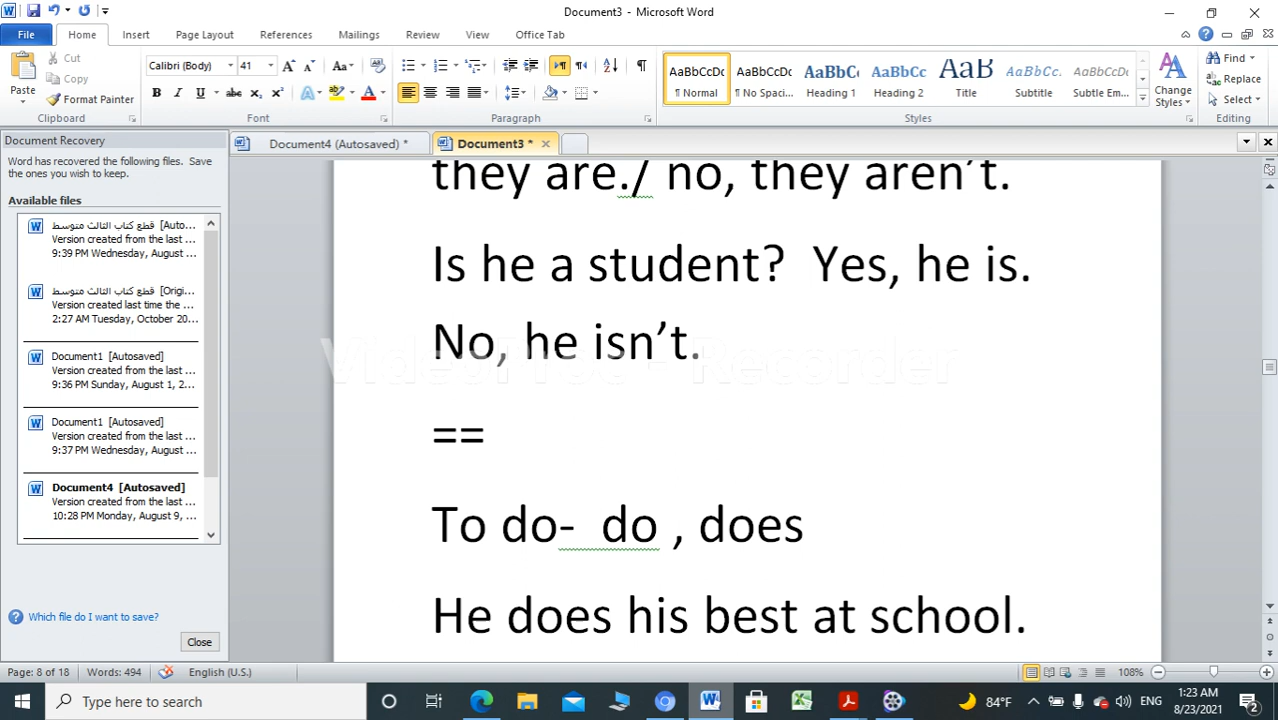 Document3 - Microsoft Word
File Home Insert Page Layout References Mailings Review View Office Tab
Paste Cut Calibri (Body) 41 Aa AaBbCcDc AaBbCcDc AaBbC AaBbCc AaB AaBbCc. AaBbCcDc Find
Copy Replace
Format Painter ¶ Normal ¶ No Spaci... Heading 1 Heading 2 Title Subtitle Subtle Em... Change Styles Select
Clipboard Font Paragraph Styles Editing
Document Recovery
Word has recovered the following files. Save
the ones you wish to keep.
Available files
قطع كتاب الثالث متوسط [Auto...
Version created from the last ...
9:39 PM Wednesday, August ...
قطع كتاب الثالث متوسط [Origi...
Version created last time the ...
2:27 AM Tuesday, October 20...
Document1 [Autosaved]
Version created from the last ...
9:36 PM Sunday, August 1, 2...
Document1 [Autosaved]
Version created from the last ...
9:37 PM Wednesday, August ...
Document4 [Autosaved]
Version created from the last ...
10:28 PM Monday, August 9, ...
Which file do I want to save?
Close
Document4 (Autosaved) * Document3 *
they are./ no, they aren’t.
Is he a student? Yes, he is.
No, he isn’t.
VideoProc - Recorder
==
To do- do , does
He does his best at school.
Page: 8 of 18 Words: 494 English (U.S.) 108%
Type here to search 84°F ENG 1:23 AM
8/23/2021 2